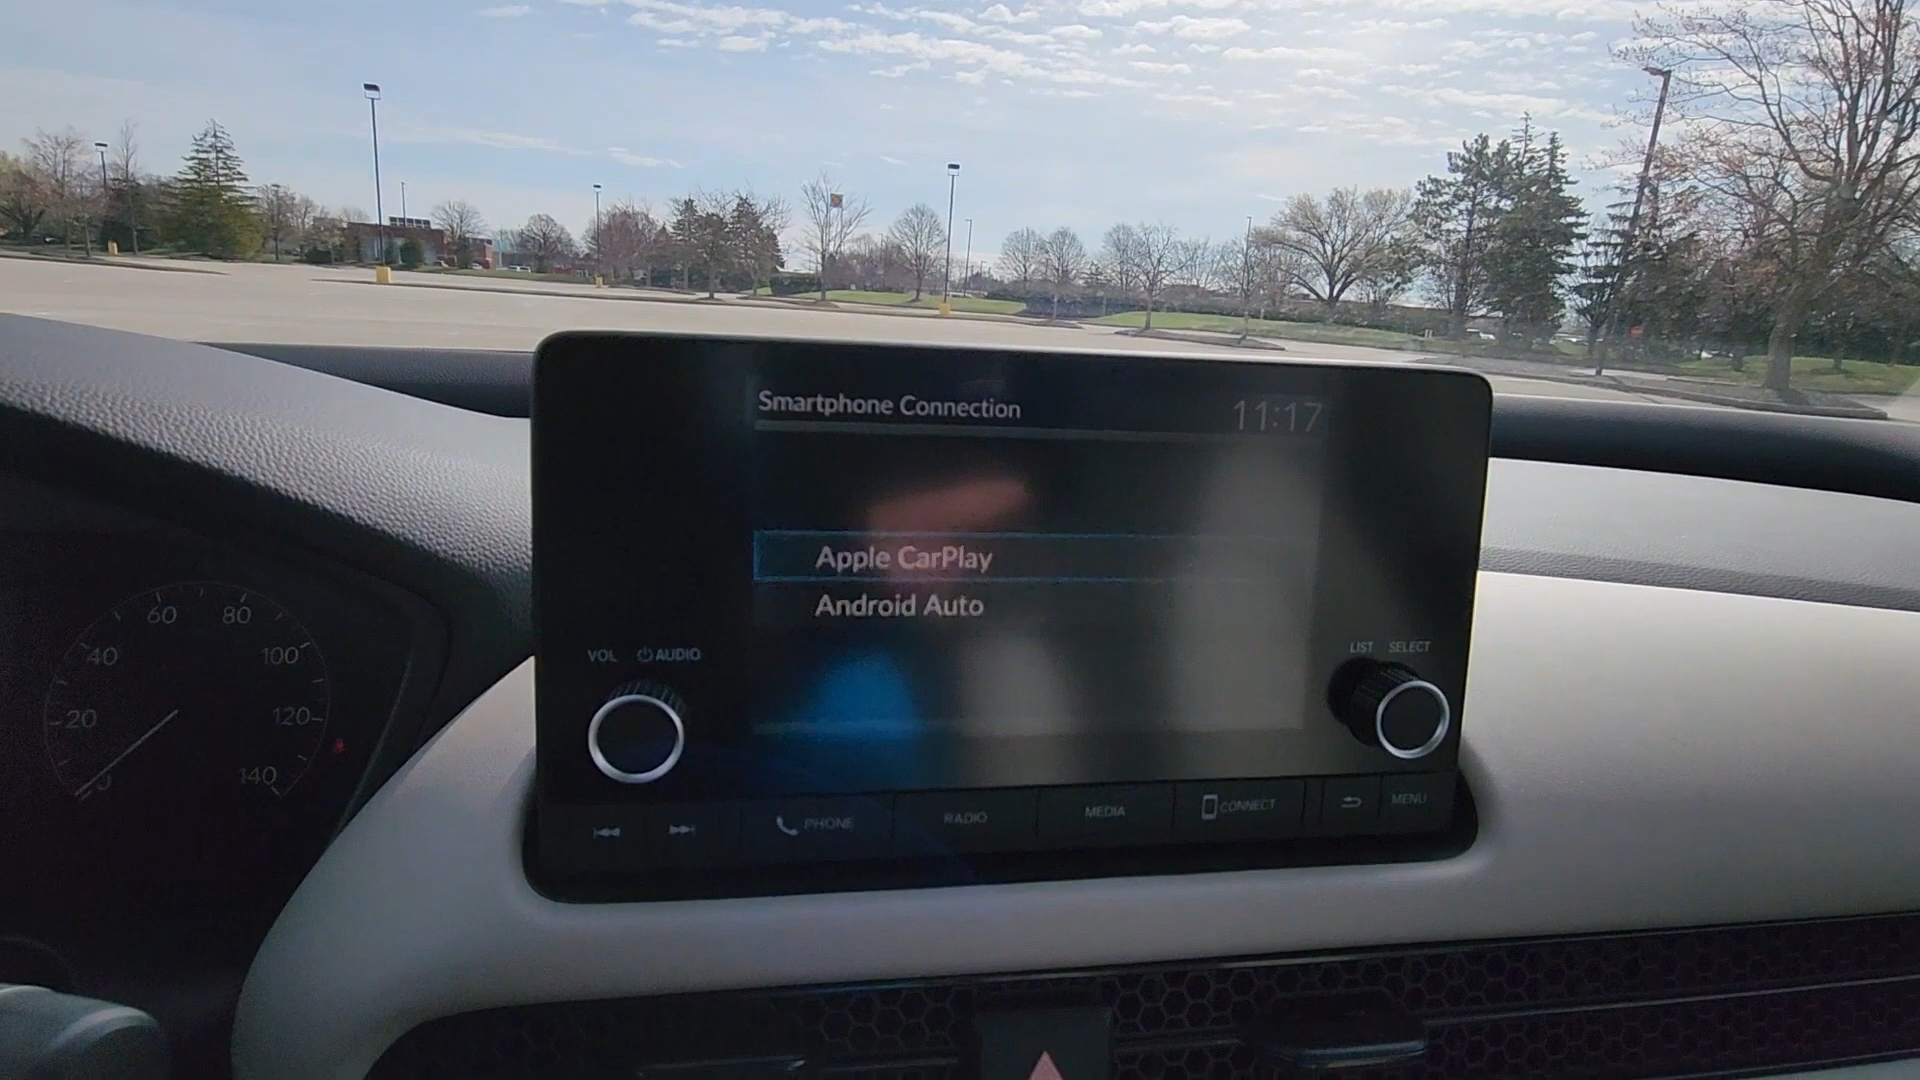 Smartphone Connection 11:17
Apple CarPlay
Android Auto
VOL AUDIO
LIST SELECT
PHONE RADIO MEDIA CONNECT MENU
0
20
40
60
80
100
120
140